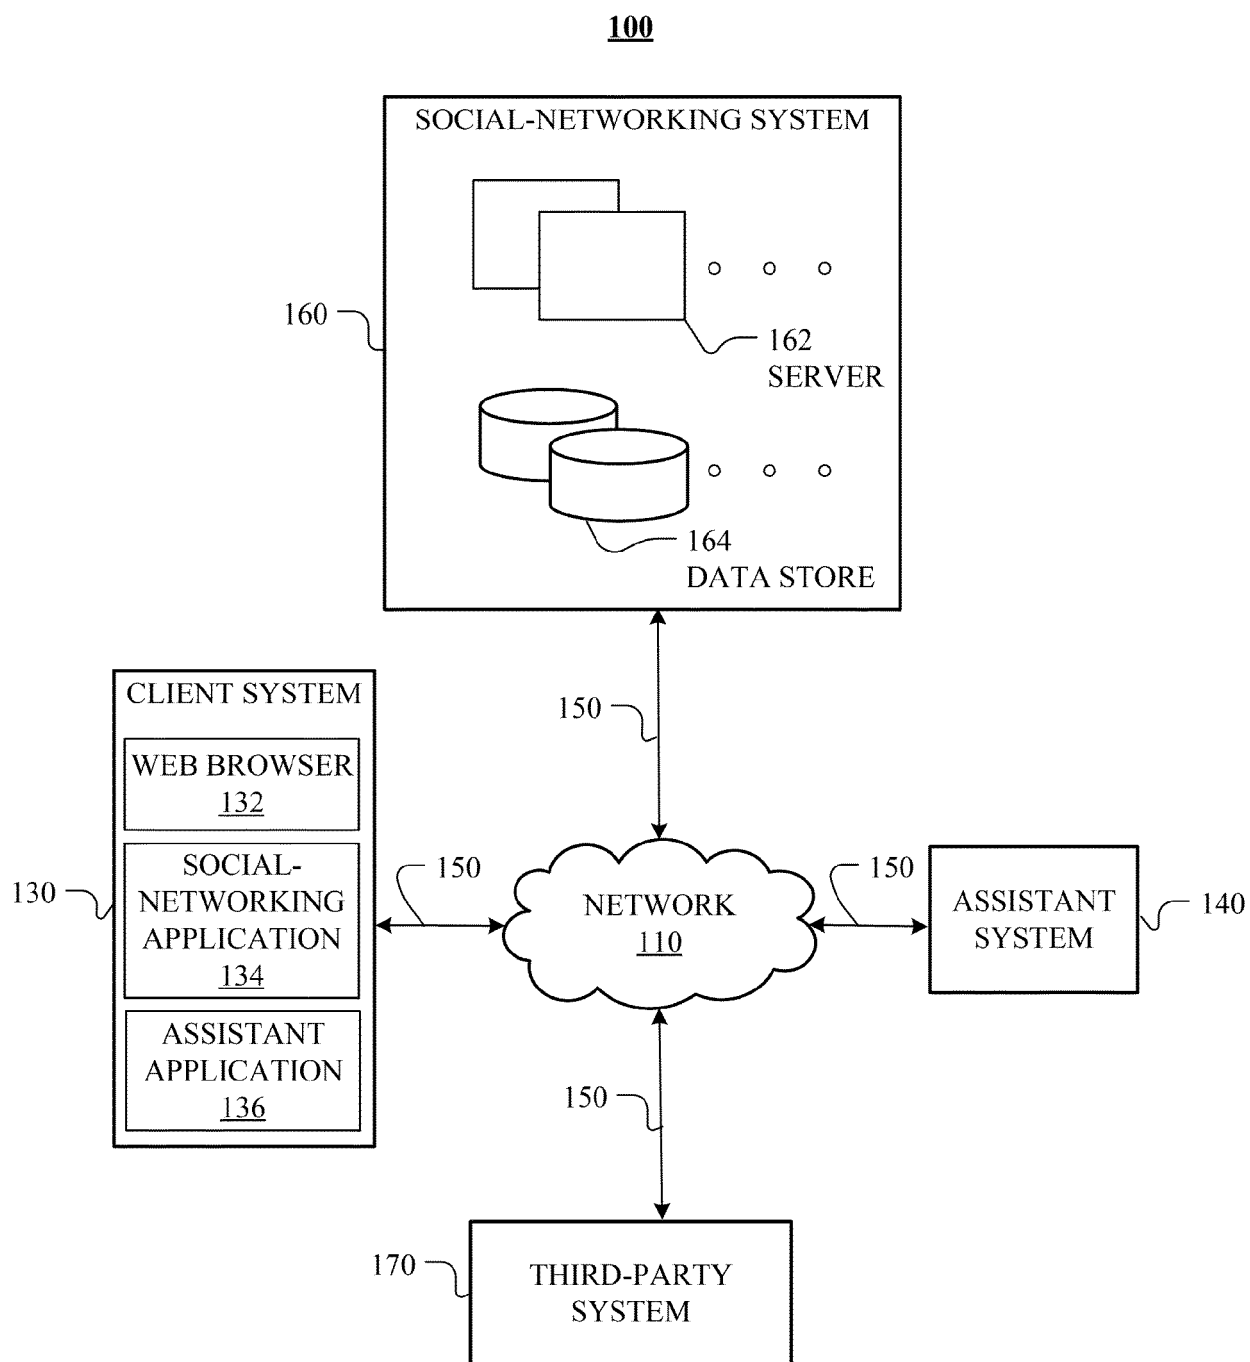 100
SOCIAL-NETWORKING SYSTEM
160
162
SERVER
164
DATA STORE
CLIENT SYSTEM
150
WEB BROWSER
132
SOCIAL-
NETWORKING
APPLICATION
134
130
150
NETWORK
110
150
ASSISTANT
SYSTEM
140
ASSISTANT
APPLICATION
136
150
170
THIRD-PARTY
SYSTEM